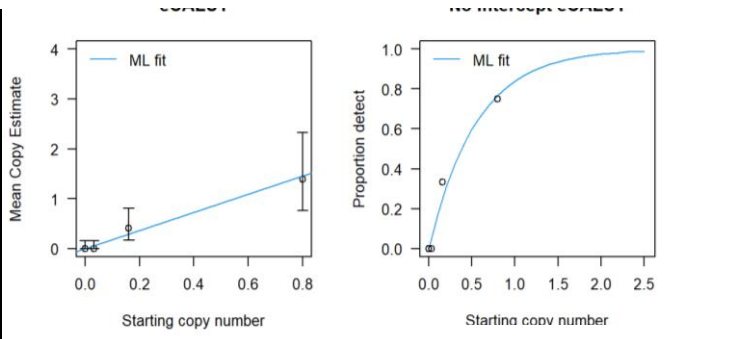 Mean Copy Estimate
4
3
2
1
0
ML fit
0.0 0.2 0.4 0.6 0.8
Starting copy number
Proportion detect
1.0
0.8
0.6
0.4
0.2
0.0
ML fit
0.0 0.5 1.0 1.5 2.0 2.5
Starting copy number